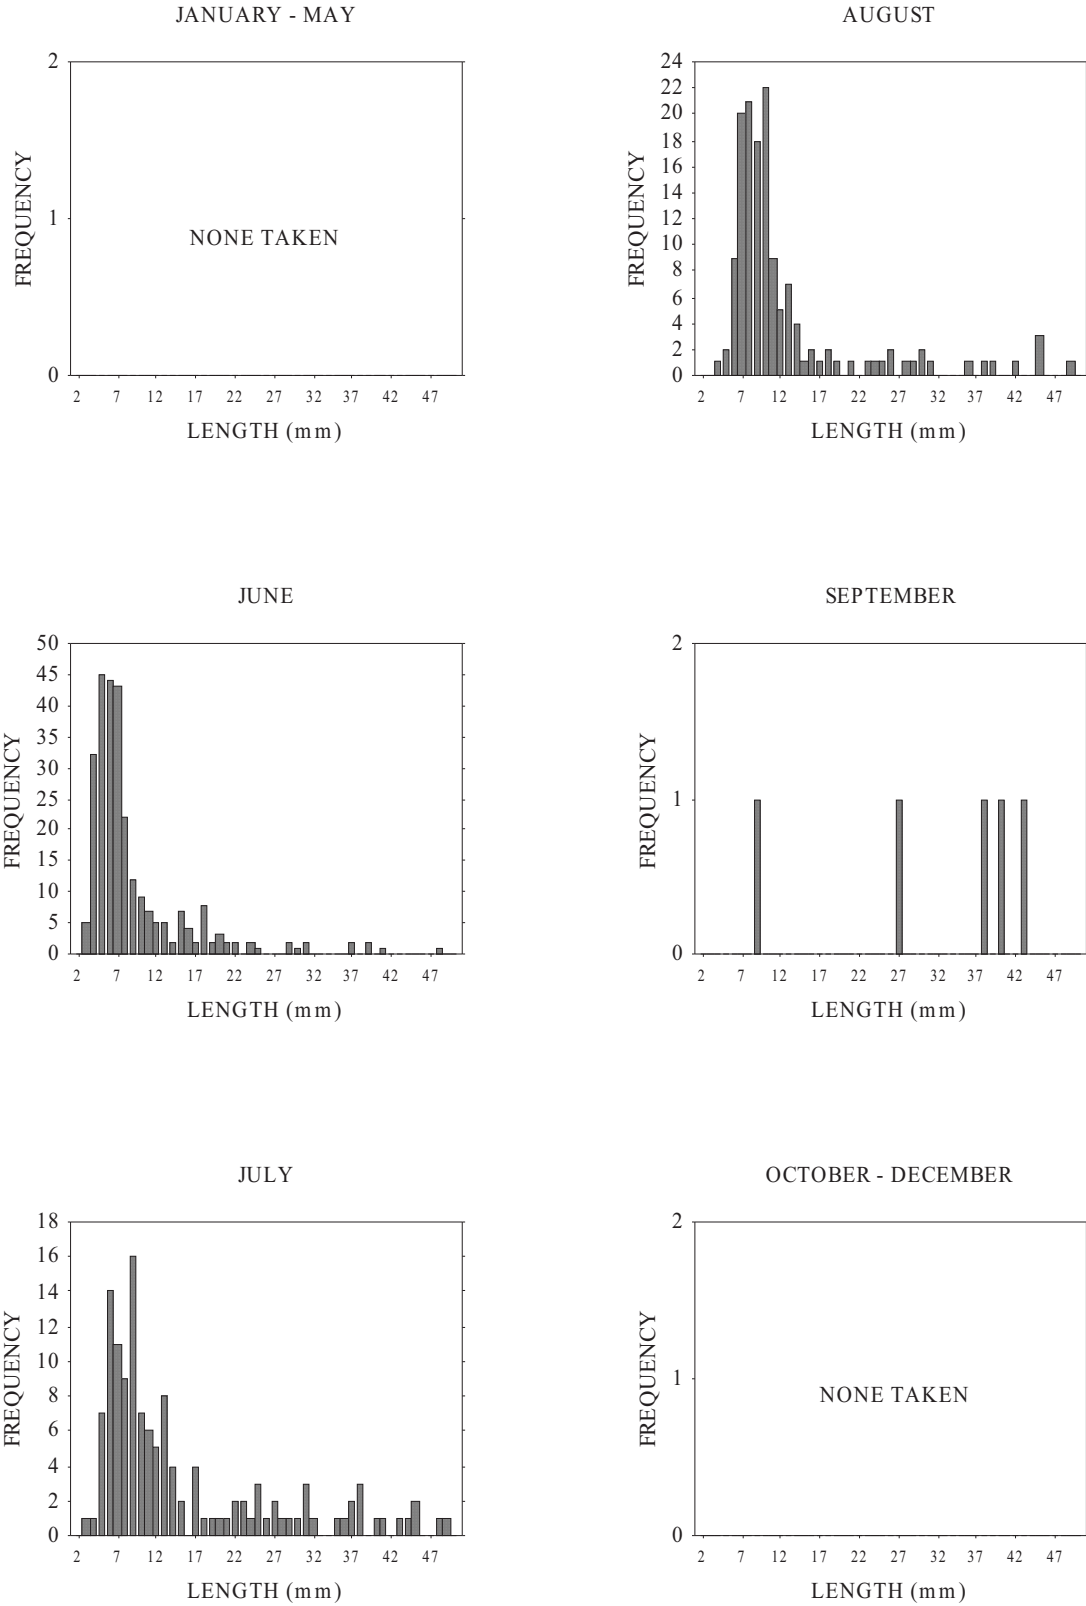 JANUARY - MAY
2
1
0
FREQUENCY
NONE TAKEN
2 7 12 17 22 27 32 37 42 47
LENGTH (mm)
AUGUST
24
22
20
18
16
14
12
10
8
6
4
2
0
FREQUENCY
2 7 12 17 22 27 32 37 42 47
LENGTH (mm)
JUNE
50
45
40
35
30
25
20
15
10
5
0
FREQUENCY
2 7 12 17 22 27 32 37 42 47
LENGTH (mm)
SEPTEMBER
2
1
0
FREQUENCY
2 7 12 17 22 27 32 37 42 47
LENGTH (mm)
JULY
18
16
14
12
10
8
6
4
2
0
FREQUENCY
2 7 12 17 22 27 32 37 42 47
LENGTH (mm)
OCTOBER - DECEMBER
2
1
0
FREQUENCY
NONE TAKEN
2 7 12 17 22 27 32 37 42 47
LENGTH (mm)